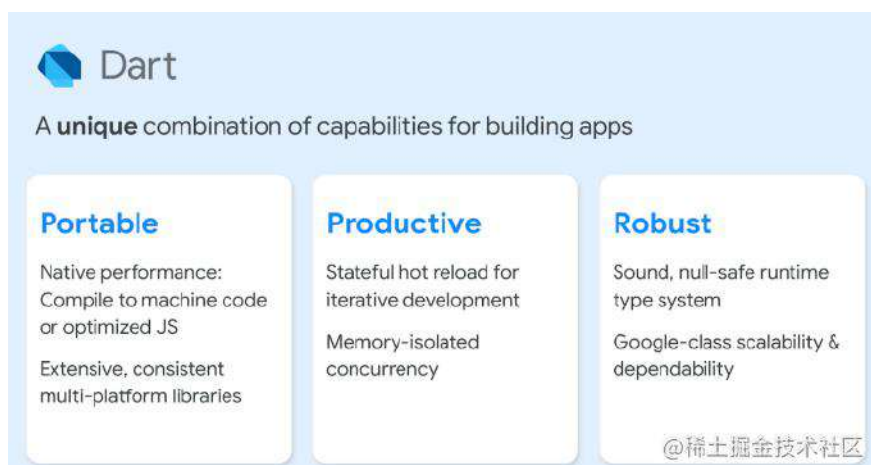 Dart
A unique combination of capabilities for building apps
Portable
Native performance:
Compile to machine code
or optimized JS
Extensive, consistent
multi-platform libraries
Productive
Stateful hot reload for
iterative development
Memory-isolated
concurrency
Robust
Sound, null-safe runtime
type system
Google-class scalability &
dependability
@稀土掘金技术社区